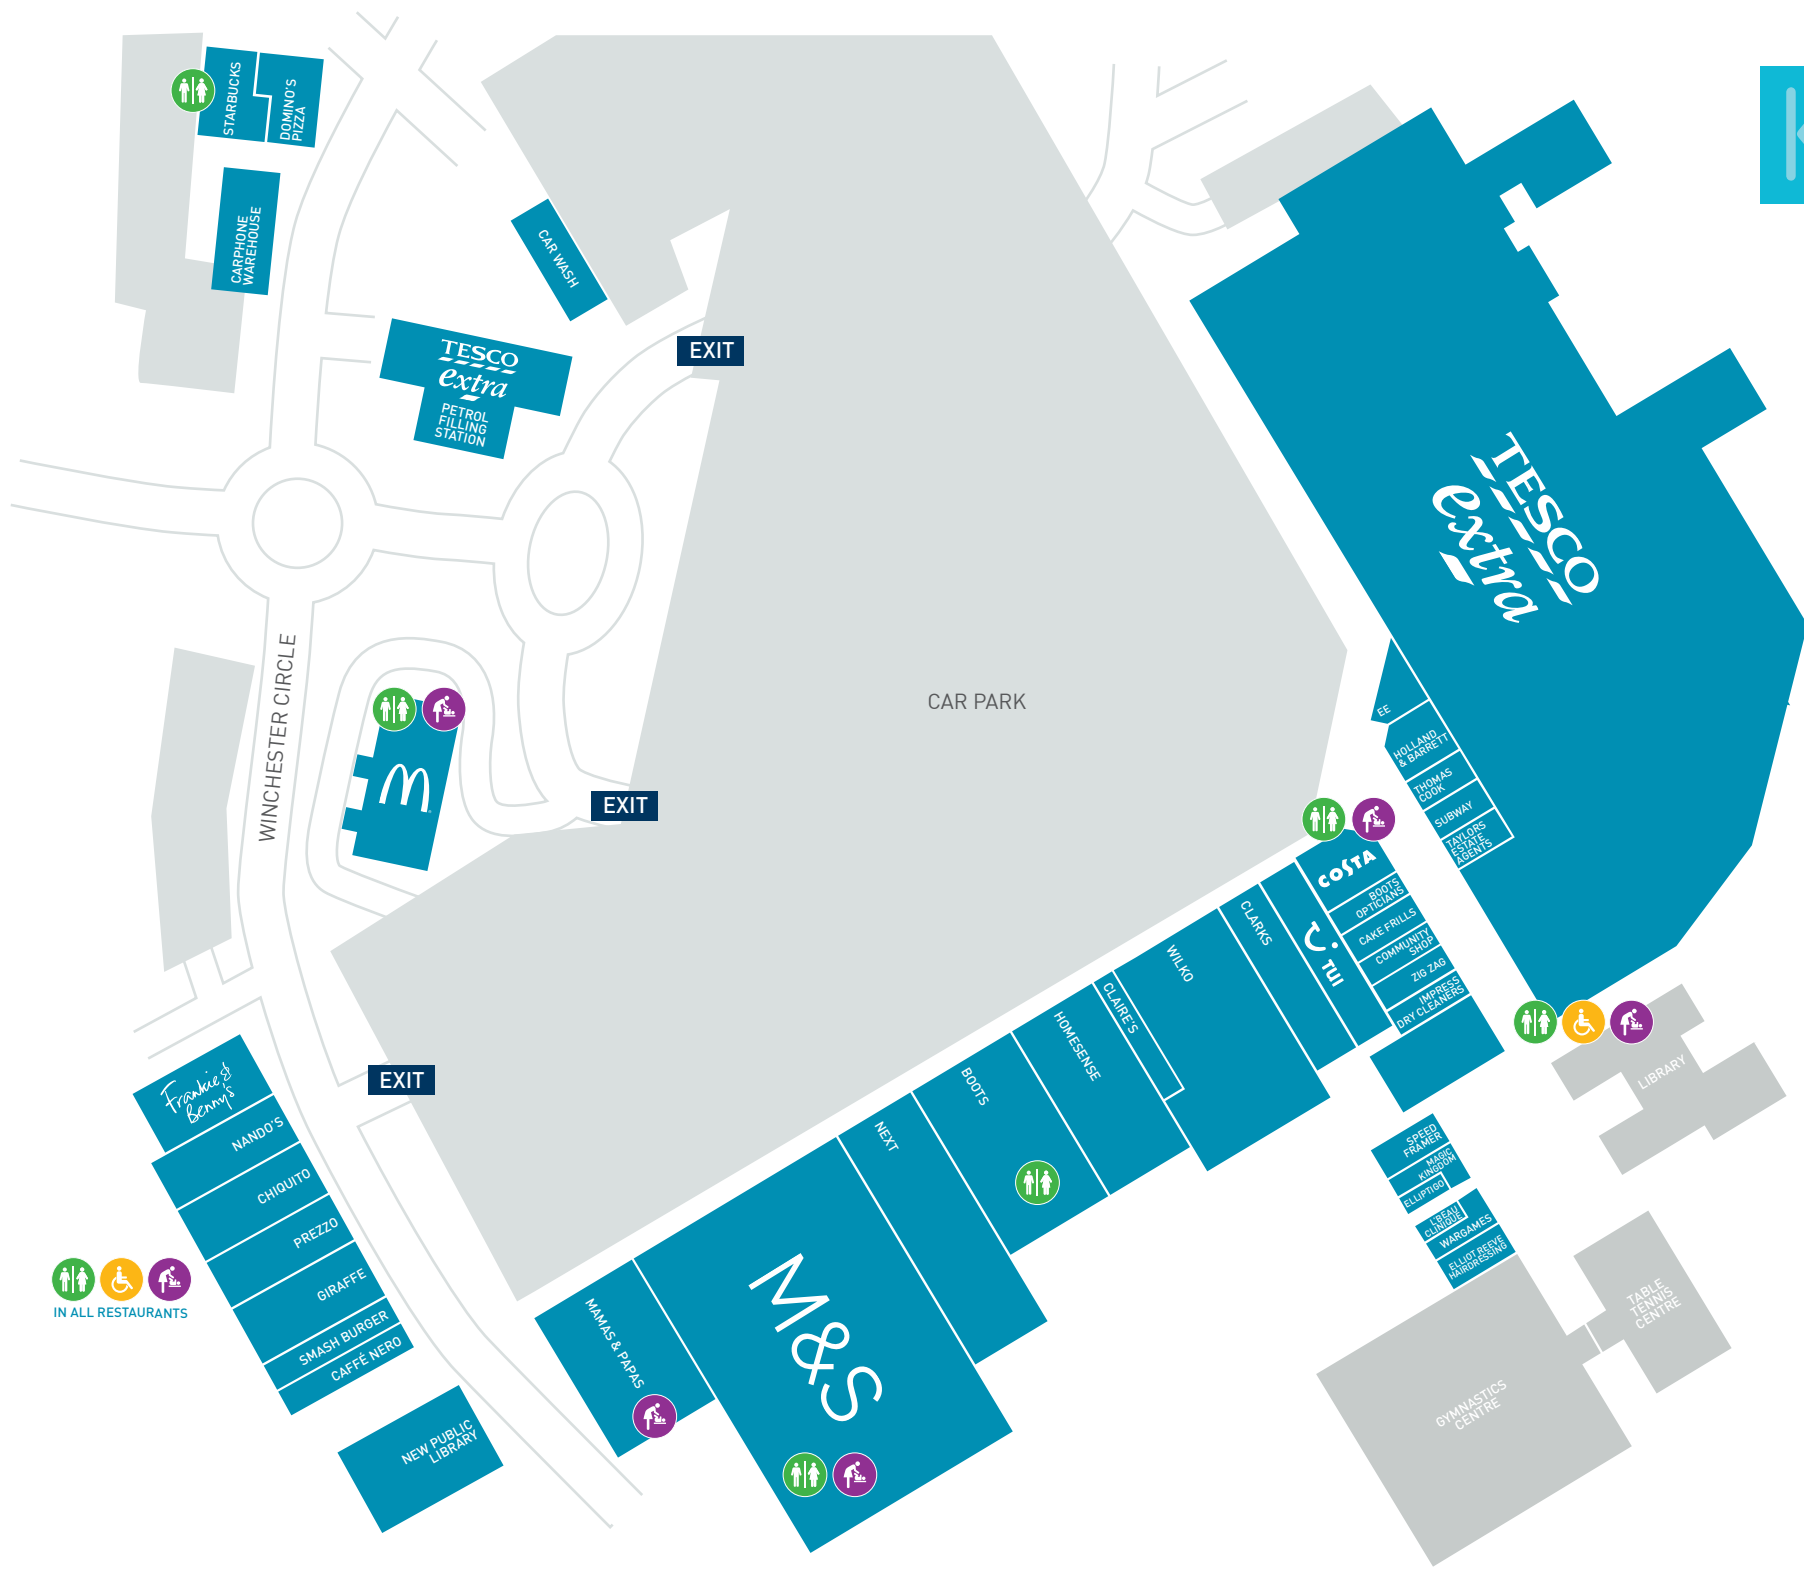 STARBUCKS
DOMINO'S
PIZZA
CARPHONE
WAREHOUSE
CAR WASH
TESCO
extra
PETROL
FILLING
STATION
EXIT
TESCO
extra
WINCHESTER CIRCLE
CAR PARK
EXIT
EE
HOLLAND
& BARRETT
THOMAS
COOK
SUBWAY
TAYLORS
ESTATE
AGENTS
COSTA
BOOTS
OPTICIANS
CAKE FRILLS
COMMUNITY
SHOP
ZIG ZAG
IMPRESS
DRY CLEANERS
TUI
CLARKS
WILKO
CLAIRE'S
HOMESENSE
BOOTS
NEXT
M&S
MAMAS & PAPAS
EXIT
LIBRARY
SPEED
FRAMER
MAGIC
KINGDOM
ELLIPTIGO
L'BEAU
CLINIQUE
WARGAMES
ELLIOT REEVE
HAIRDRESSING
TABLE
TENNIS
CENTRE
GYMNASTICS
CENTRE
Frankie &
Benny's
NANDO'S
CHIQUITO
PREZZO
GIRAFFE
SMASH BURGER
CAFFÉ NERO
IN ALL RESTAURANTS
NEW PUBLIC
LIBRARY